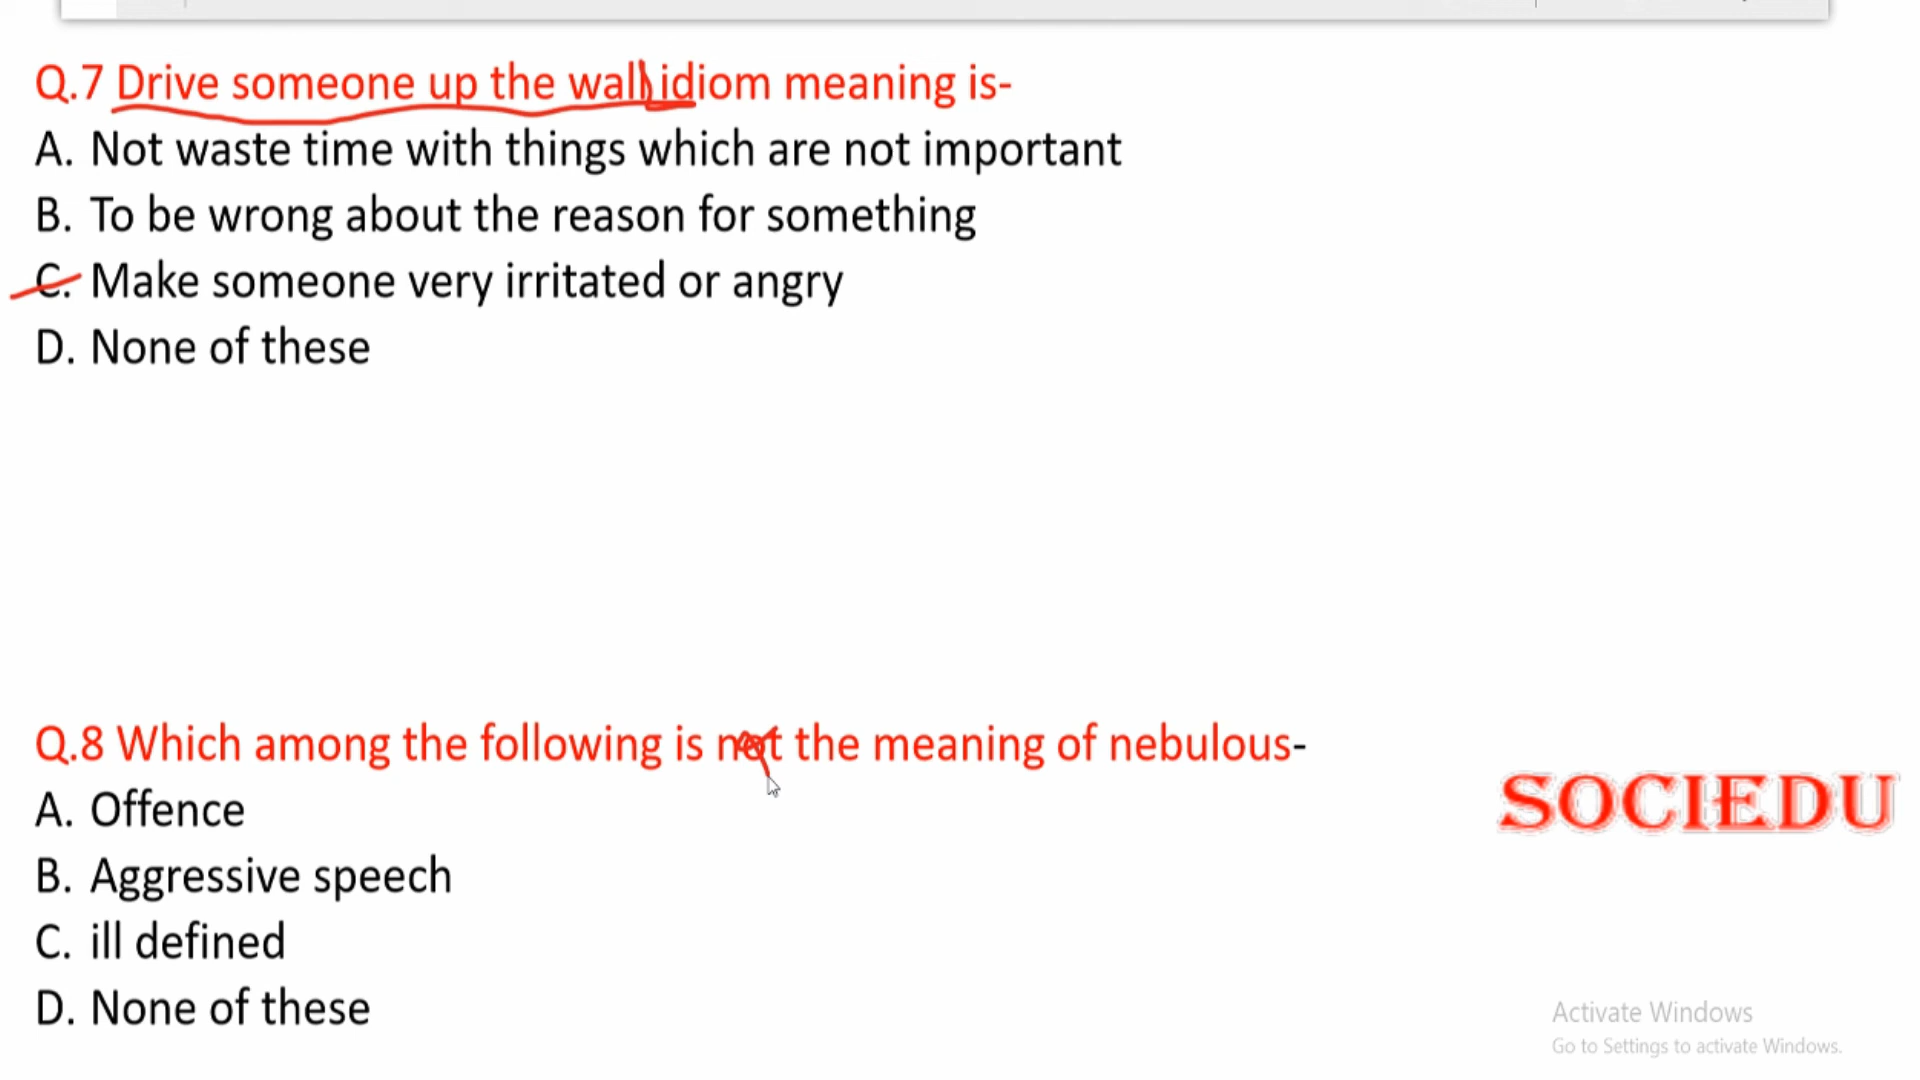 Q.7 Drive someone up the wall idiom meaning is-
A. Not waste time with things which are not important
B. To be wrong about the reason for something
C. Make someone very irritated or angry
D. None of these
Q.8 Which among the following is not the meaning of nebulous-
A. Offence
B. Aggressive speech
C. ill defined
D. None of these
SOCIEDU
Activate Windows
Go to Settings to activate Windows.